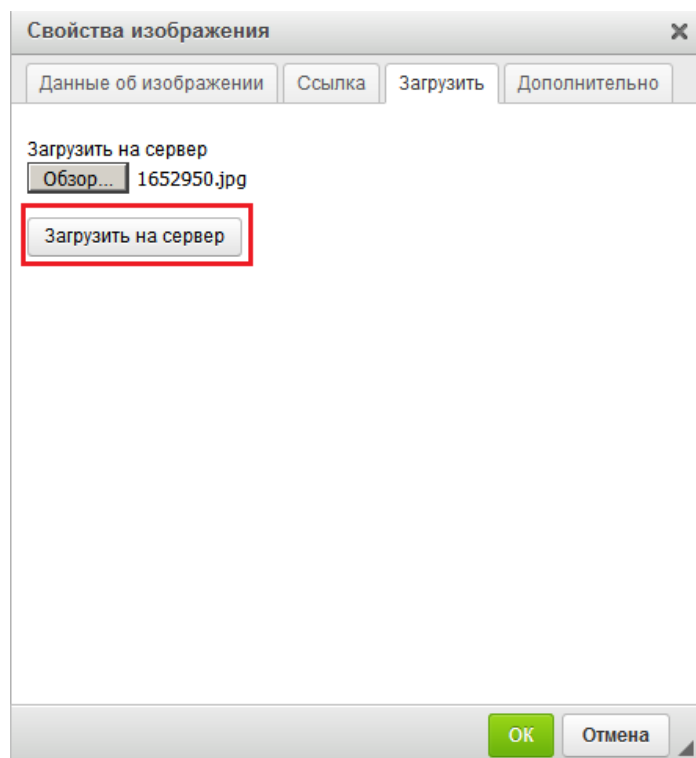 Свойства изображения
Данные об изображении Ссылка Загрузить Дополнительно
Загрузить на сервер
Обзор... 1652950.jpg
Загрузить на сервер
ОК Отмена